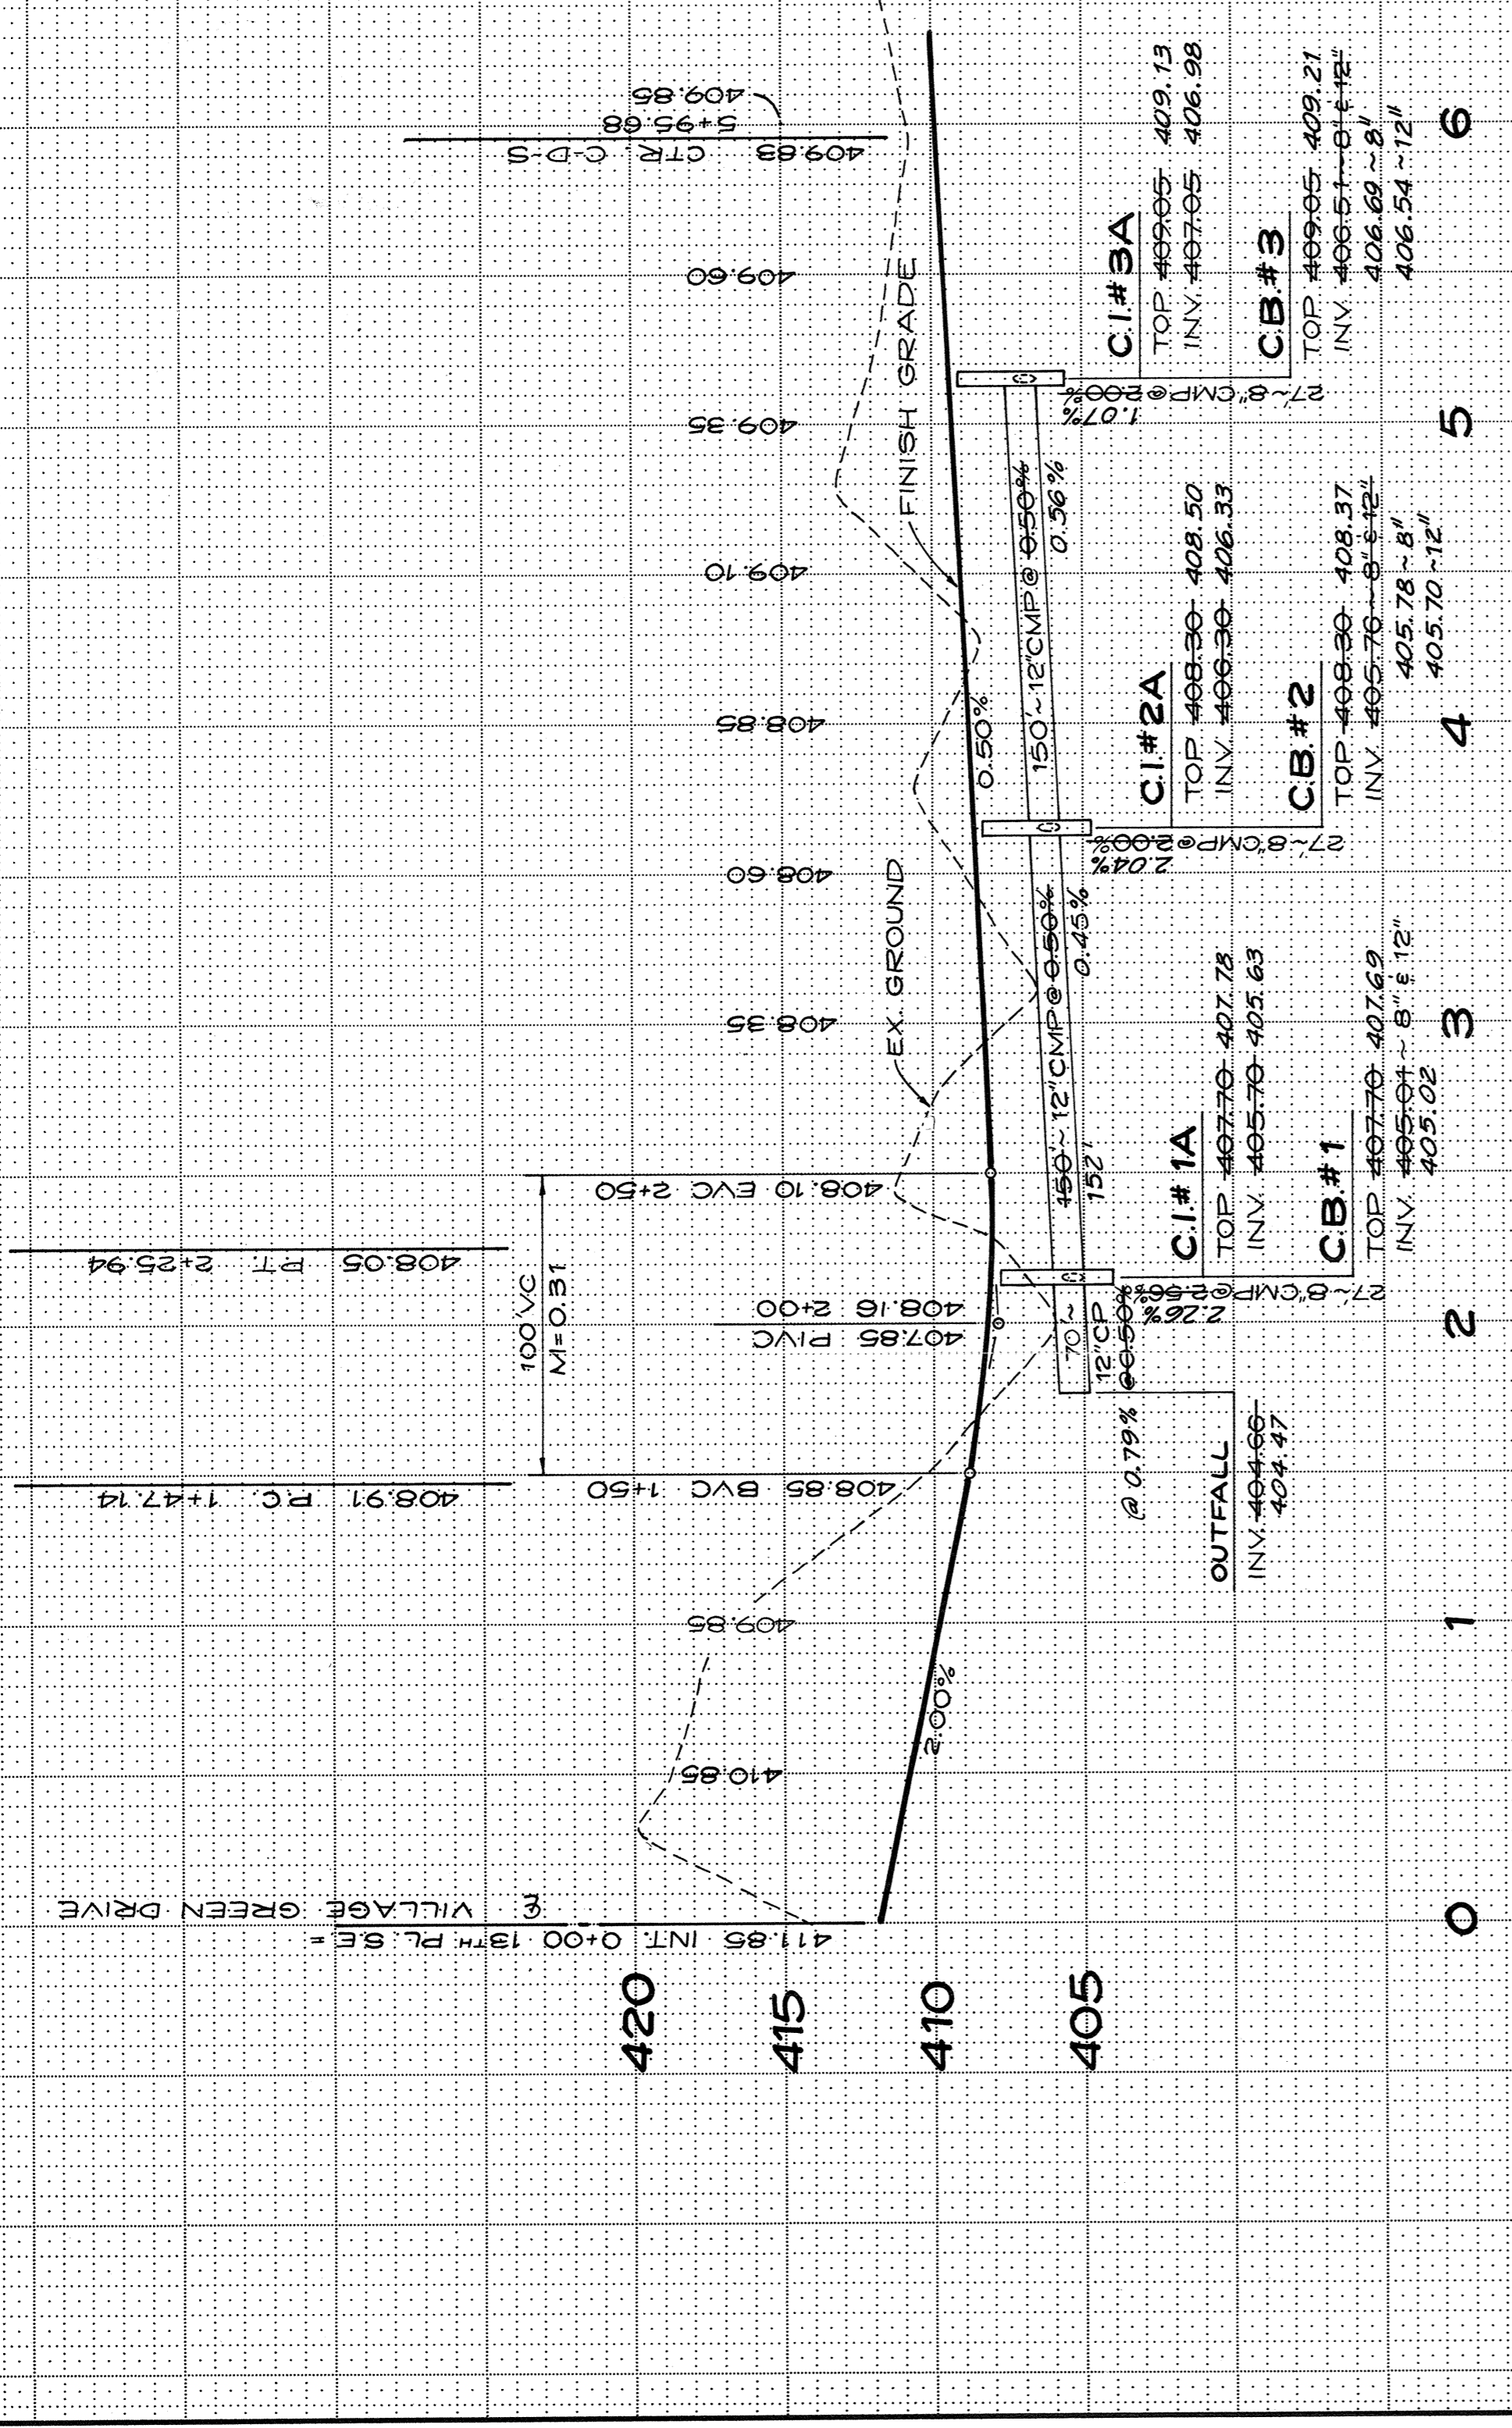 ℄ VILLAGE GREEN DRIVE
411.85 INT. 0+00 13TH PL. S.E. =
410.85
409.85
408.91 P.C. 1+47.14
408.85 BVC 1+50
100' VC
M=0.31
407.85 PIVC
408.16 2+00
408.05 P.T. 2+25.94
408.10 EVC 2+50
408.35
408.60
408.85
409.10
409.35
409.60
409.83 CTR C-D-S
5+95.68
409.85
EX. GROUND
FINISH GRADE
2.00%
0.50%
420
415
410
405
70'~
12"CP
@ 0.79% @0.50%
150'~12"CMP@0.50%
152' 0.45%
150'~12"CMP@0.50%
0.56%
OUTFALL
INV. 404.66
404.47
2.26%
27'~8"CMP@2.56%
C.I.#1A
TOP 407.70 407.78
INV. 405.70 405.63
C.B.#1
TOP 407.70 407.69
INV. 405.01~8" & 12"
405.02
2.04%
27'~8"CMP@2.00%
C.I.#2A
TOP 408.30 408.50
INV. 406.30 406.33
C.B.#2
TOP 408.30 408.37
INV. 405.76~8" & 12"
405.78~8"
405.70~12"
1.07%
27'~8"CMP@2.00%
C.I.#3A
TOP 409.05 409.13
INV. 407.05 406.98
C.B.#3
TOP 409.05 409.21
INV. 406.51~8" & 12"
406.69~8"
406.54~12"
0 1 2 3 4 5 6